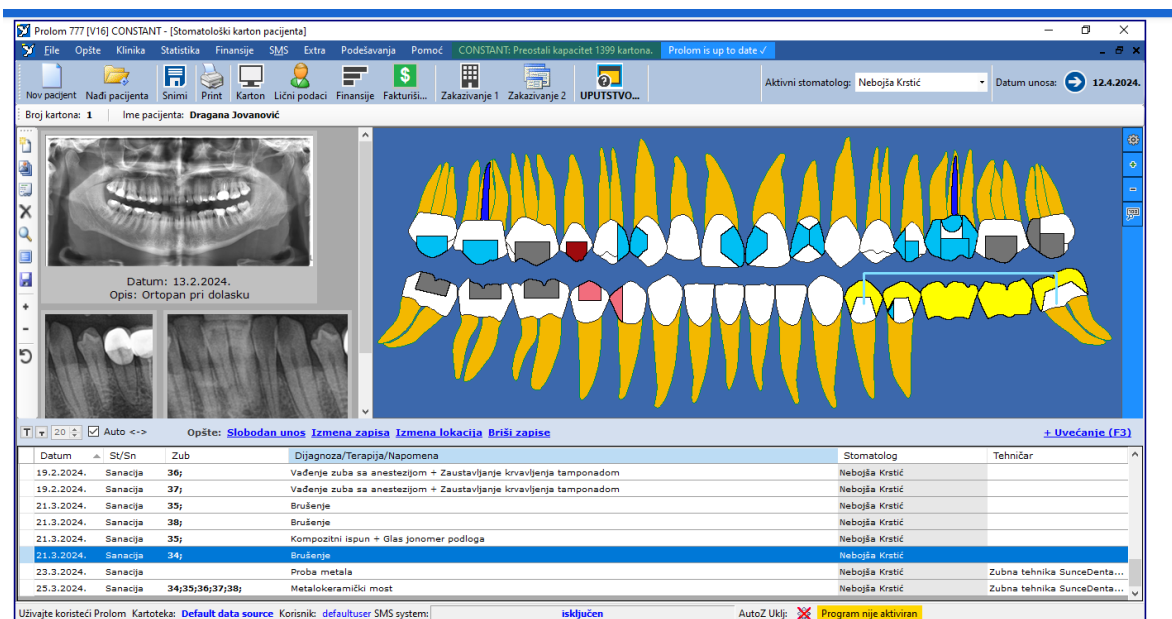 Prolom 777 [V16] CONSTANT - [Stomatološki karton pacijenta]
File Opšte Klinika Statistika Finansije SMS Extra Podešavanja Pomoć CONSTANT: Preostali kapacitet 1399 kartona. Prolom is up to date ✓
Nov pacijent Nađi pacijenta Snimi Print Karton Lični podaci Finansije Fakturiši... Zakazivanje 1 Zakazivanje 2 UPUTSTVO... Aktivni stomatolog: Nebojša Krstić Datum unosa: 12.4.2024.
Broj kartona: 1 Ime pacijenta: Dragana Jovanović
Datum: 13.2.2024.
Opis: Ortopan pri dolasku
T T 20 Auto <-> Opšte: Slobodan unos Izmena zapisa Izmena lokacija Briši zapise + Uvećanje (F3)
Datum St/Sn Zub Dijagnoza/Terapija/Napomena Stomatolog Tehničar
19.2.2024. Sanacija 36; Vađenje zuba sa anestezijom + Zaustavljanje krvavljenja tamponadom Nebojša Krstić
19.2.2024. Sanacija 37; Vađenje zuba sa anestezijom + Zaustavljanje krvavljenja tamponadom Nebojša Krstić
21.3.2024. Sanacija 35; Brušenje Nebojša Krstić
21.3.2024. Sanacija 38; Brušenje Nebojša Krstić
21.3.2024. Sanacija 35; Kompozitni ispun + Glas jonomer podloga Nebojša Krstić
21.3.2024. Sanacija 34; Brušenje Nebojša Krstić
23.3.2024. Sanacija Proba metala Nebojša Krstić Zubna tehnika SunceDenta...
25.3.2024. Sanacija 34;35;36;37;38; Metalokeramički most Nebojša Krstić Zubna tehnika SunceDenta...
Uživajte koristeći Prolom Kartoteka: Default data source Korisnik: defaultuser SMS system: isključen AutoZ Uklj: Program nije aktiviran